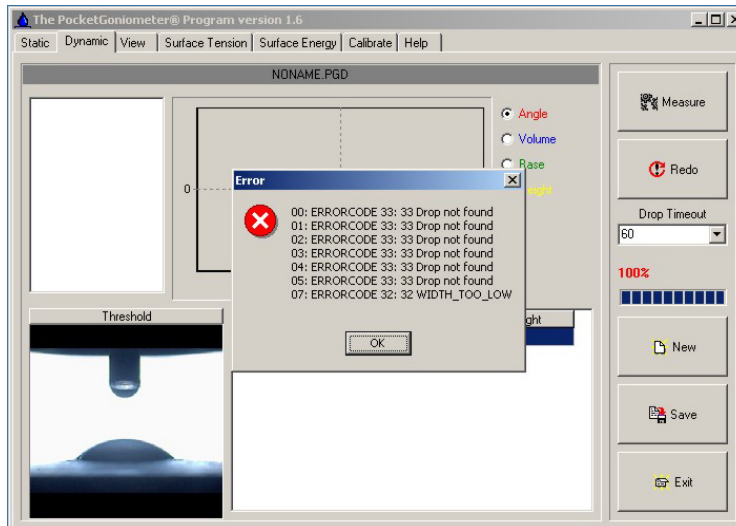 The PocketGoniometer® Program version 1.6
Static Dynamic View Surface Tension Surface Energy Calibrate Help
NONAME.PGD
Angle
Volume
Rase
0
Error
00: ERRORCODE 33: 33 Drop not found
01: ERRORCODE 33: 33 Drop not found
02: ERRORCODE 33: 33 Drop not found
03: ERRORCODE 33: 33 Drop not found
04: ERRORCODE 33: 33 Drop not found
05: ERRORCODE 33: 33 Drop not found
07: ERRORCODE 32: 32 WIDTH_TOO_LOW
OK
Threshold
Measure
Redo
Drop Timeout
60
100%
New
Save
Exit